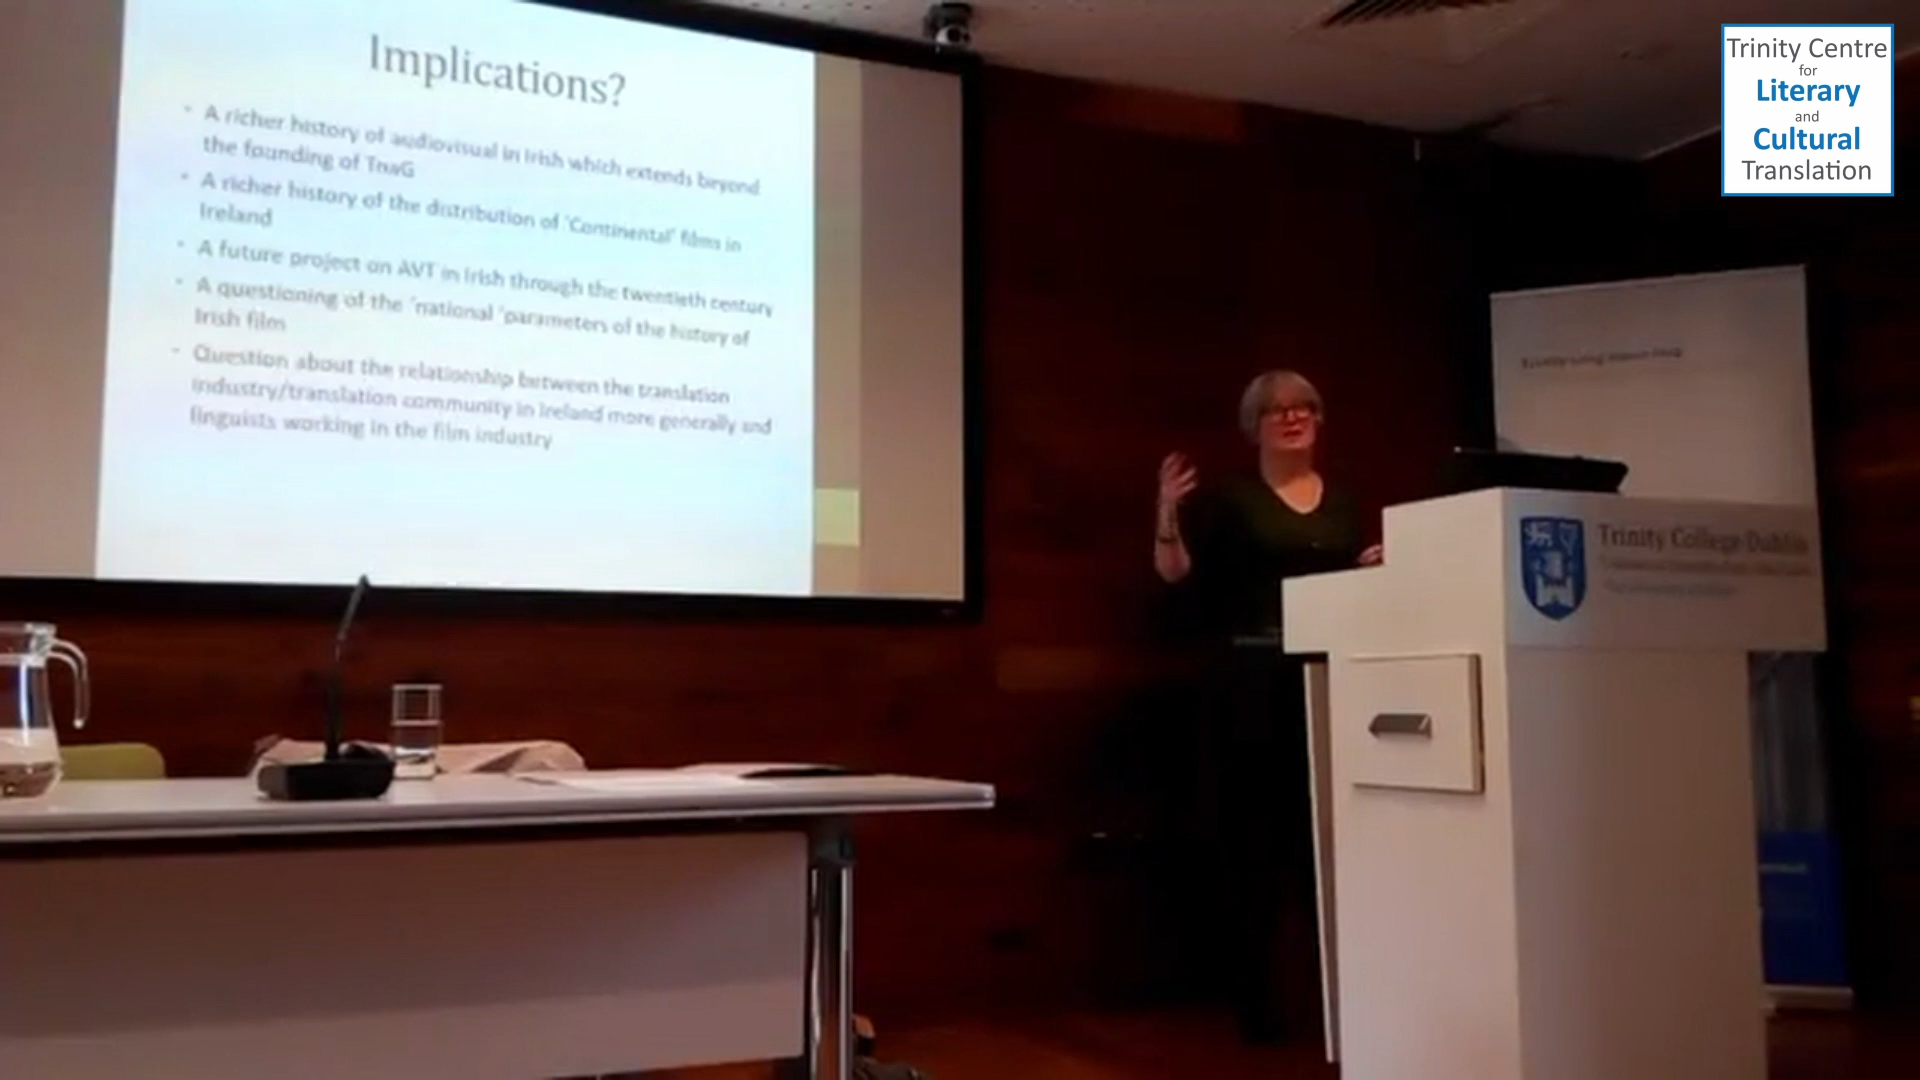 Implications?
• A richer history of audiovisual in Irish which extends beyond
the founding of TnaG
• A richer history of the distribution of 'Continental' films in
Ireland
• A future project on AVT in Irish through the twentieth century
• A questioning of the 'national 'parameters of the history of
Irish film
• Question about the relationship between the translation
industry/translation community in Ireland more generally and
linguists working in the film industry
Trinity Centre
for
Literary
and
Cultural
Translation
Trinity College Dublin